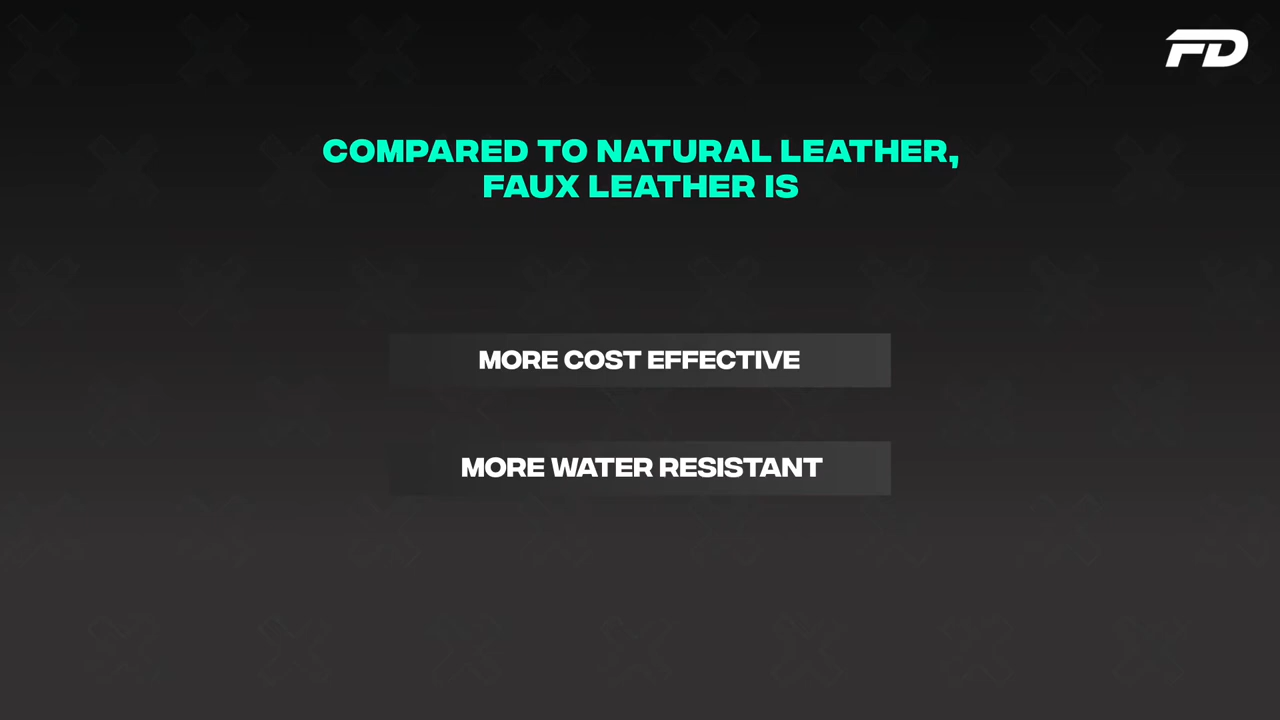 FD
COMPARED TO NATURAL LEATHER,
FAUX LEATHER IS
MORE COST EFFECTIVE
MORE WATER RESISTANT